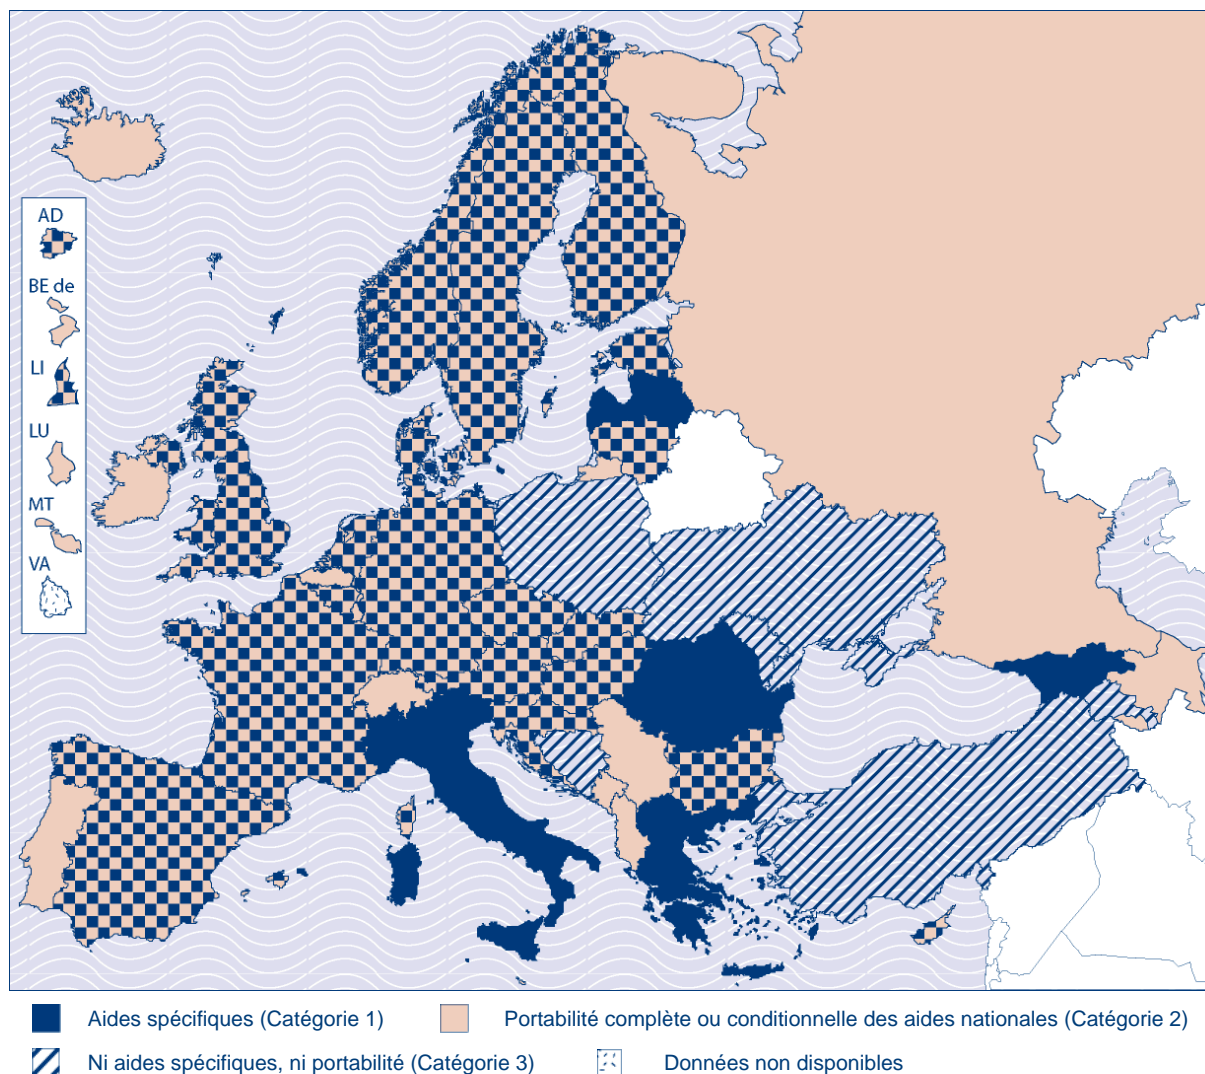 AD
BE de
LI
LU
MT
VA
Aides spécifiques (Catégorie 1)
Portabilité complète ou conditionnelle des aides nationales (Catégorie 2)
Ni aides spécifiques, ni portabilité (Catégorie 3)
Données non disponibles